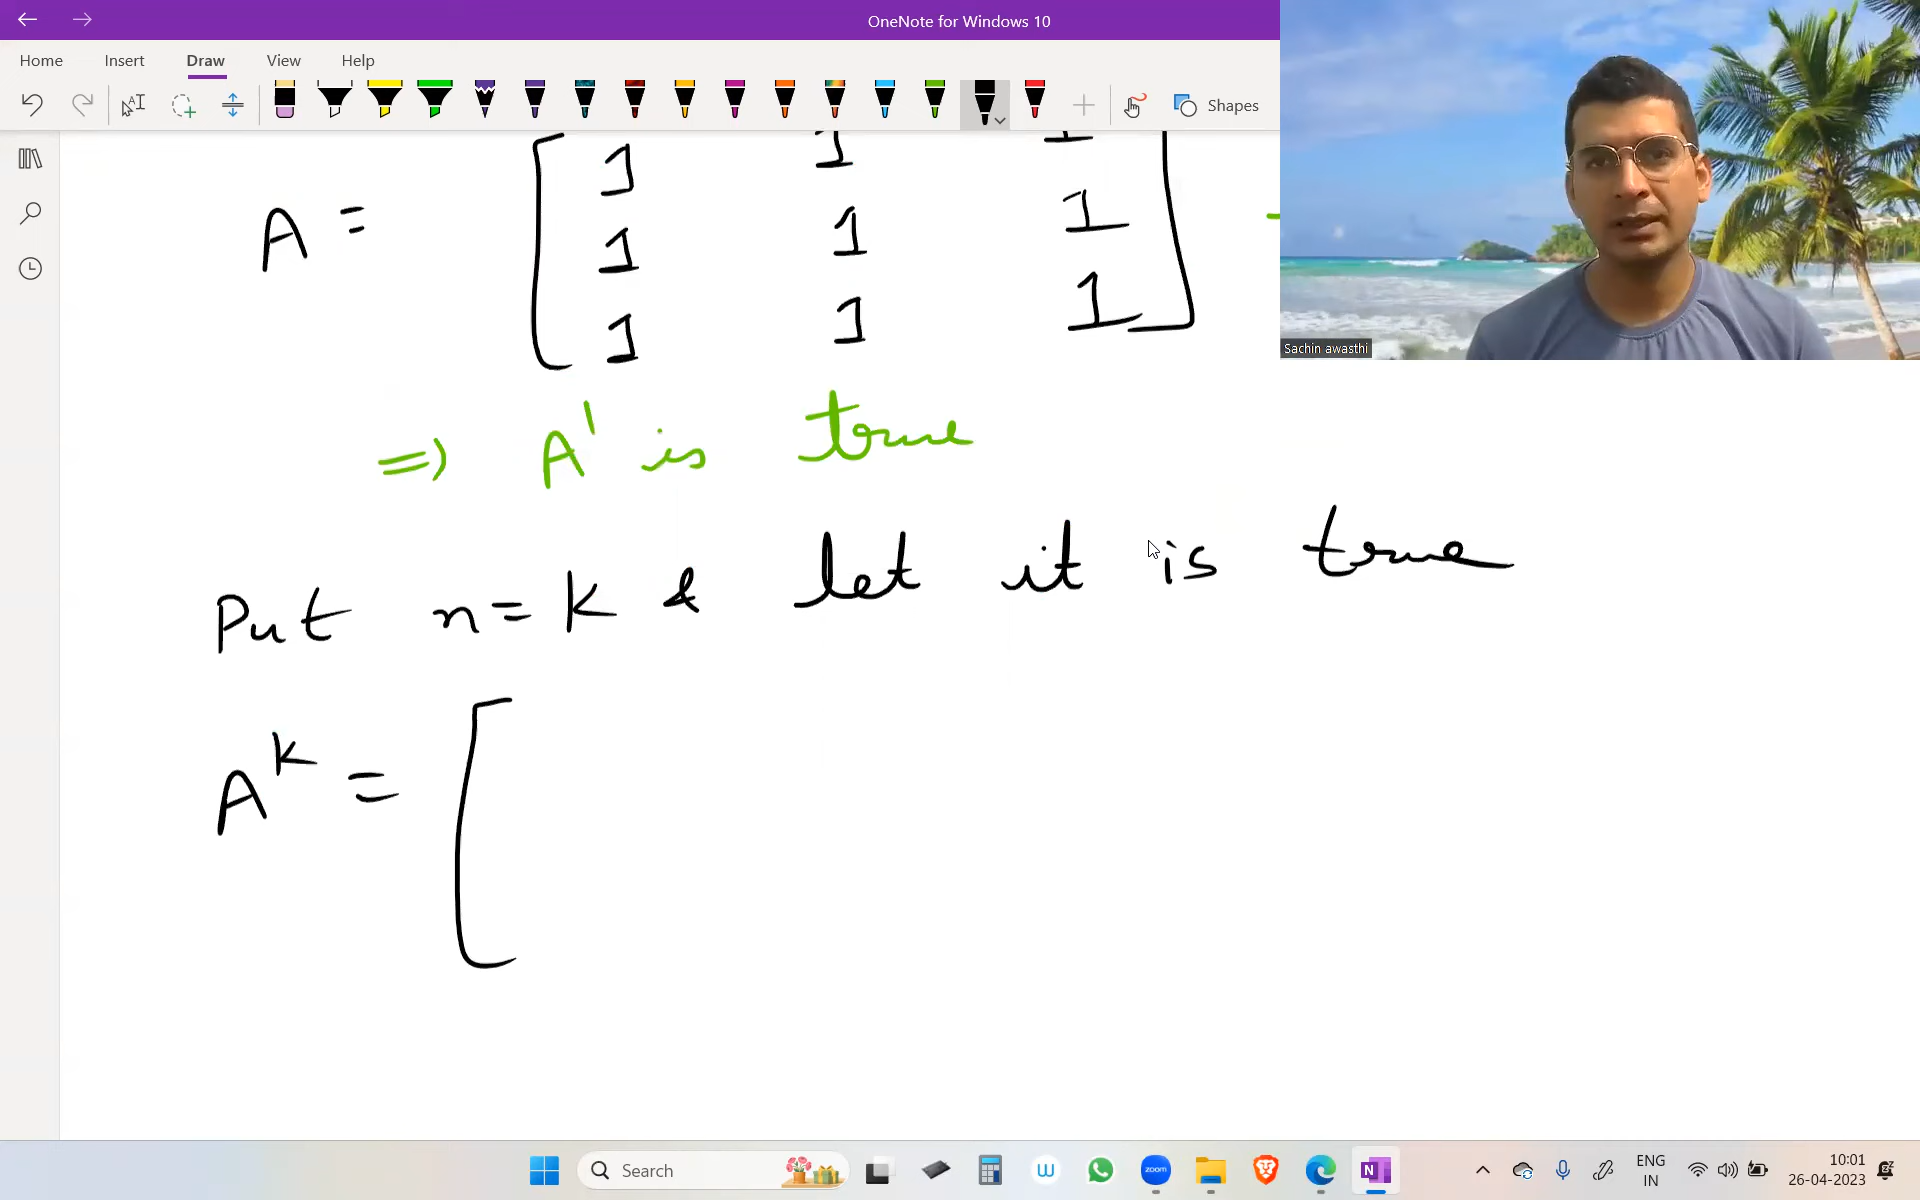 OneNote for Windows 10
Home Insert Draw View Help
Shapes
A = [ 1 1 1
1 1 1
1 1 1 ]
Sachin awasthi
=> A' is true
Put n = k & let it is true
A^k = [
Search
zoom
ENG
IN
10:01
26-04-2023